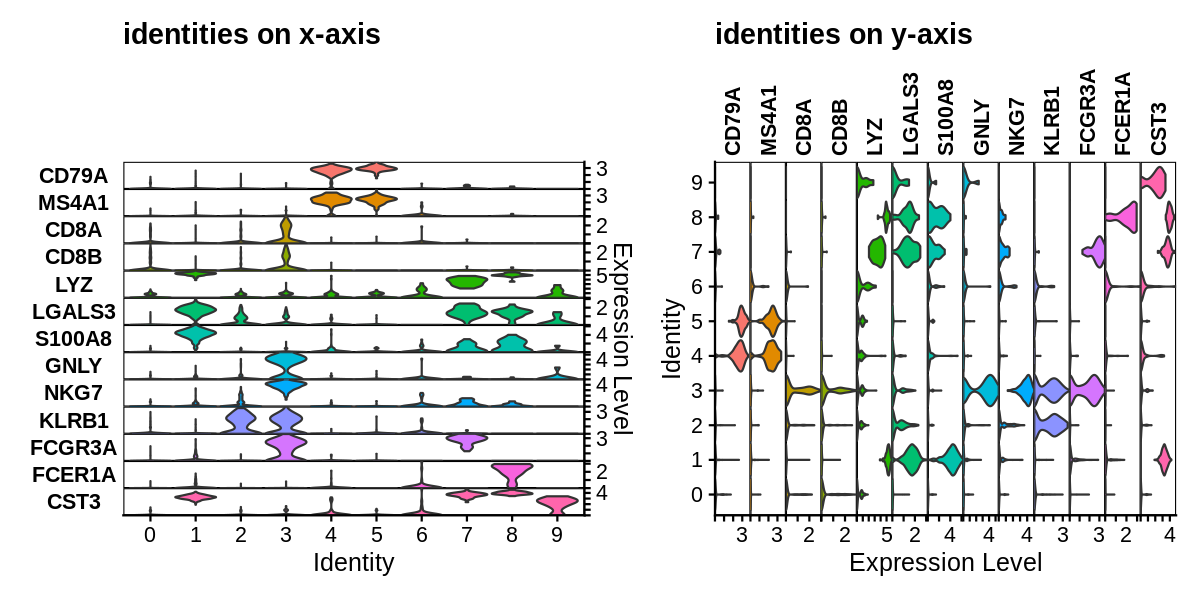 identities on x-axis
CD79A
MS4A1
CD8A
CD8B
LYZ
LGALS3
S100A8
GNLY
NKG7
KLRB1
FCGR3A
FCER1A
CST3
3
3
2
2
5
2
4
4
4
3
3
2
4
Expression Level
0 1 2 3 4 5 6 7 8 9
Identity
identities on y-axis
CD79A
MS4A1
CD8A
CD8B
LYZ
LGALS3
S100A8
GNLY
NKG7
KLRB1
FCGR3A
FCER1A
CST3
Identity
9
8
7
6
5
4
3
2
1
0
3 3 2 2 5 2 4 4 4 3 3 2 4
Expression Level